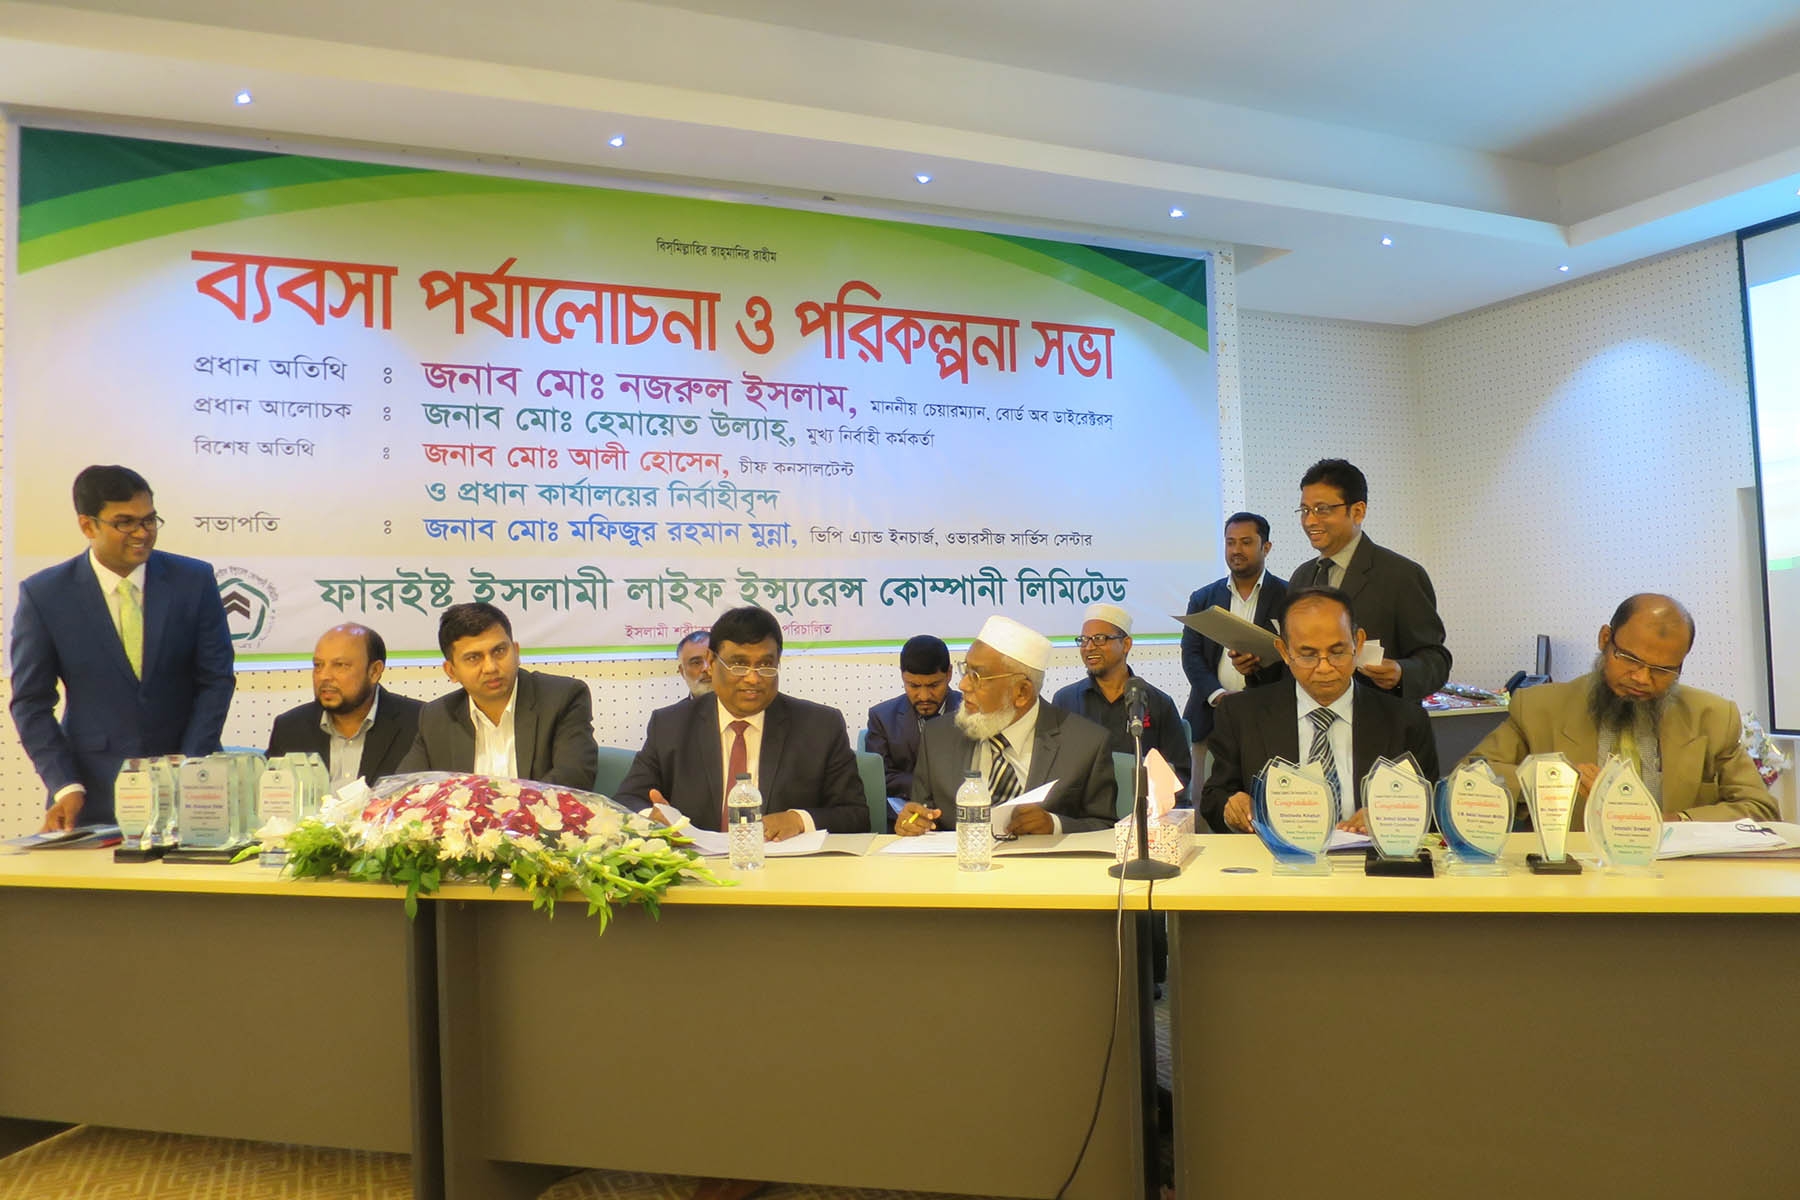 বিস্‌মিল্লাহির রাহ্‌মানির রাহীম
ব্যবসা পর্যালোচনা ও পরিকল্পনা সভা
প্রধান অতিথি : জনাব মোঃ নজরুল ইসলাম, মাননীয় চেয়ারম্যান, বোর্ড অব ডাইরেক্টরস্
প্রধান আলোচক : জনাব মোঃ হেমায়েত উল্যাহ্, মুখ্য নির্বাহী কর্মকর্তা
বিশেষ অতিথি : জনাব মোঃ আলী হোসেন, চীফ কনসালটেন্ট
ও প্রধান কার্যালয়ের নির্বাহীবৃন্দ
সভাপতি : জনাব মোঃ মফিজুর রহমান মুন্না, ভিপি এ্যান্ড ইনচার্জ, ওভারসীজ সার্ভিস সেন্টার
ফারইষ্ট ইসলামী লাইফ ইন্স্যুরেন্স কোম্পানী লিমিটেড
ইসলামী পরিচালিত
Congratulation
Congratulation
Congratulation
Congratulation
Congratulation